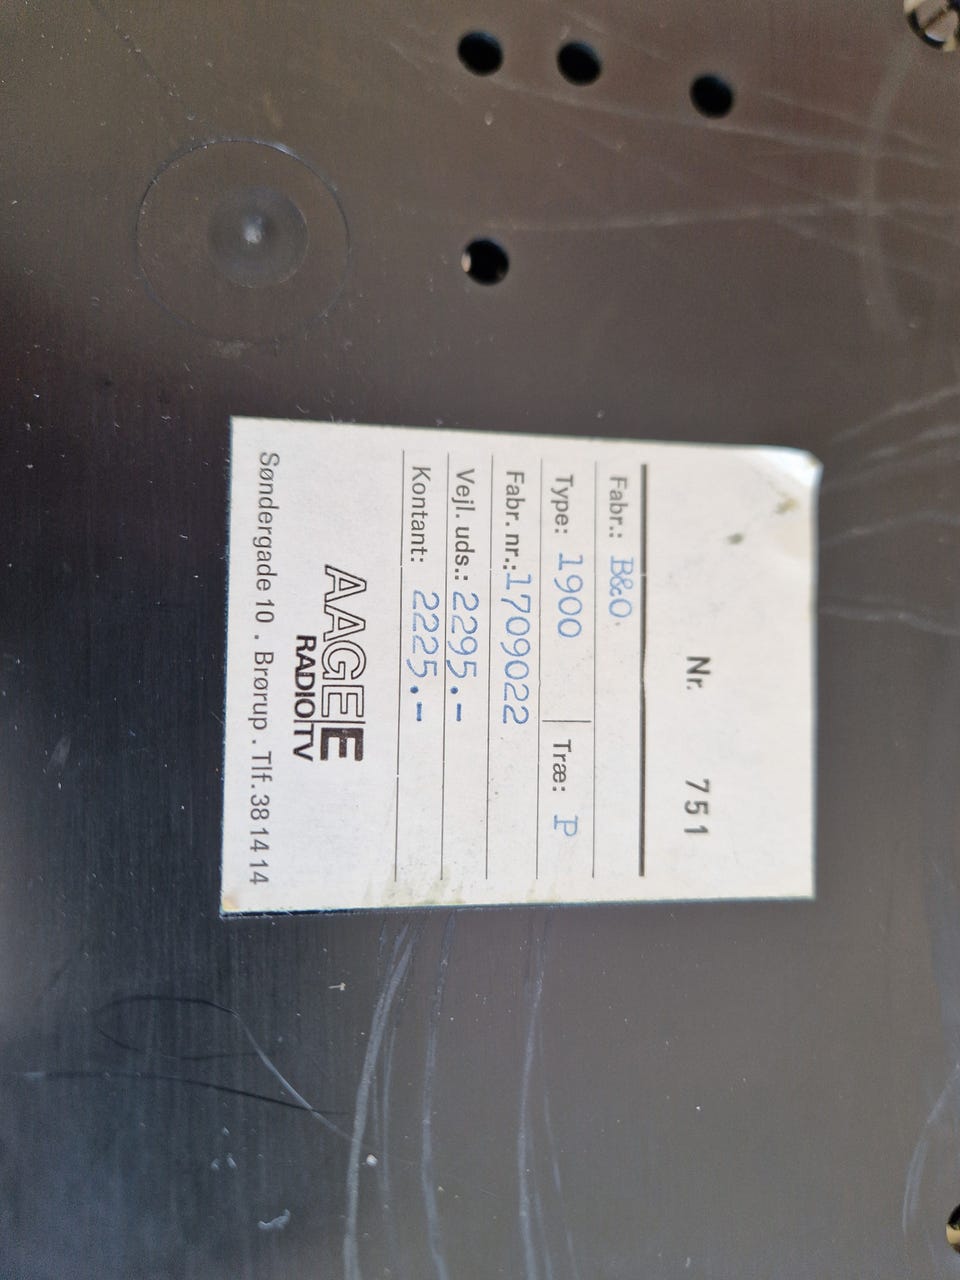 Nr. 751
Fabr.: B&O.
Type: 1900 Træ: P
Fabr. nr.: 1709022
Vejl. uds.: 2295.-
Kontant: 2225.-
AAGE E
RADIO TV
Søndergade 10 . Brørup . Tlf. 38 14 14